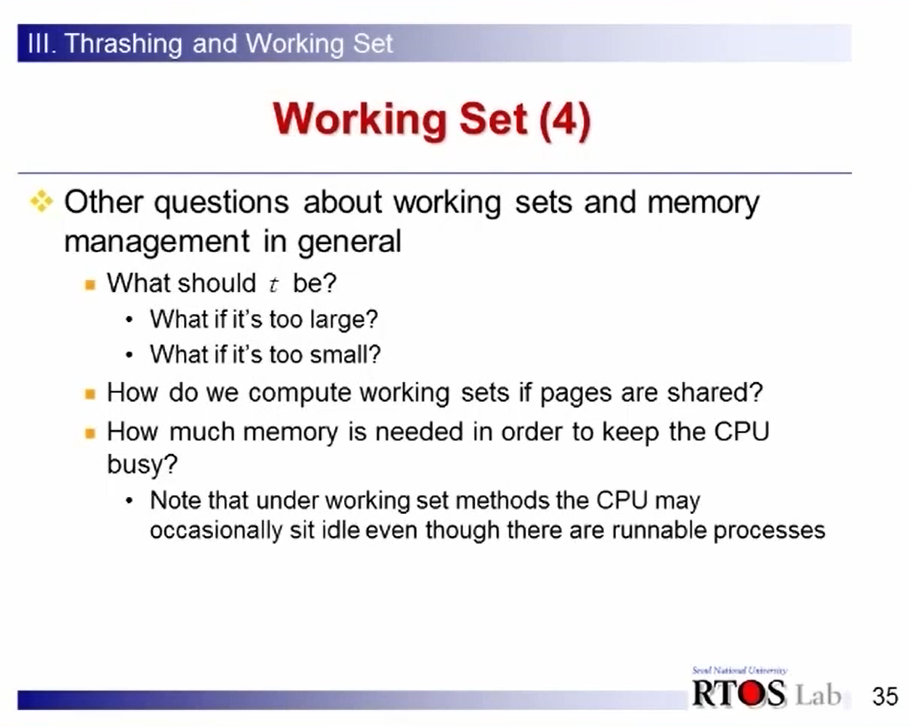 III. Thrashing and Working Set
Working Set (4)
Other questions about working sets and memory
management in general
What should t be?
• What if it's too large?
• What if it's too small?
How do we compute working sets if pages are shared?
How much memory is needed in order to keep the CPU
busy?
• Note that under working set methods the CPU may
occasionally sit idle even though there are runnable processes
Seoul National University
RTOS Lab
35